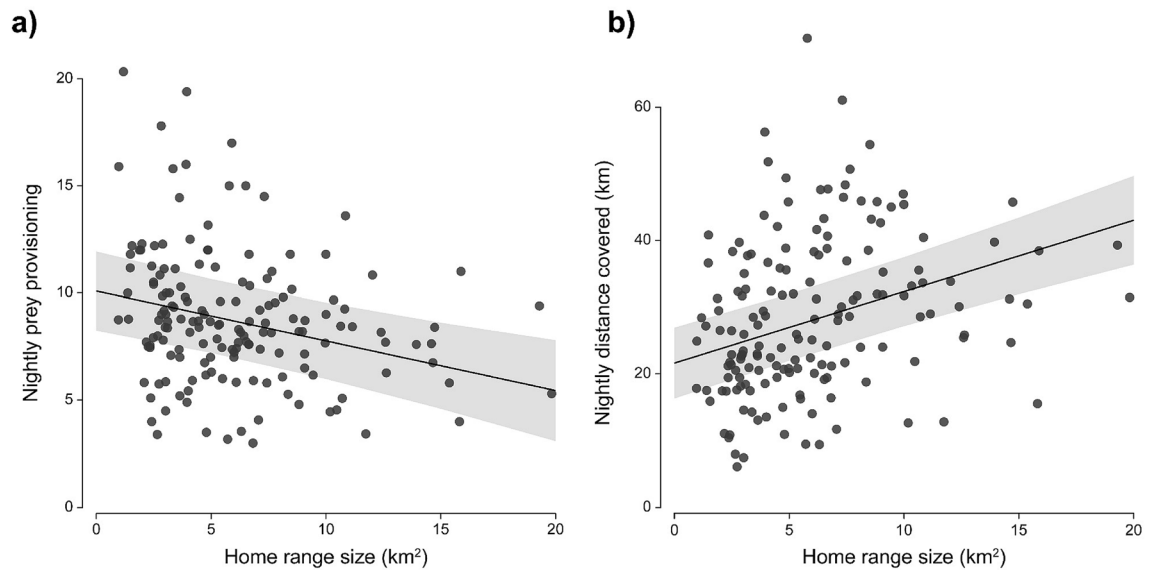 a)
Nightly prey provisioning
20
15
10
5
0
0 5 10 15 20
Home range size (km²)
b)
Nightly distance covered (km)
60
40
20
0
0 5 10 15 20
Home range size (km²)